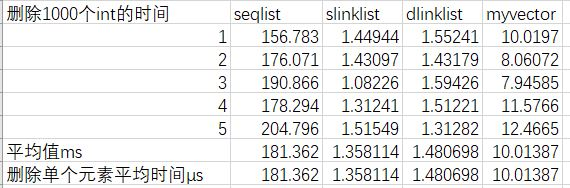 删除1000个int的时间 seqlist slinklist dlinklist myvector
1 156.783 1.44944 1.55241 10.0197
2 176.071 1.43097 1.43179 8.06072
3 190.866 1.08226 1.59426 7.94585
4 178.294 1.31241 1.51221 11.5766
5 204.796 1.51549 1.31282 12.4665
平均值ms 181.362 1.358114 1.480698 10.01387
删除单个元素平均时间μs 181.362 1.358114 1.480698 10.01387